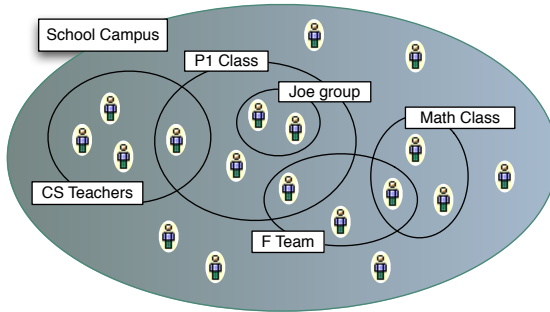 School Campus
P1 Class
Joe group
Math Class
CS Teachers
F Team